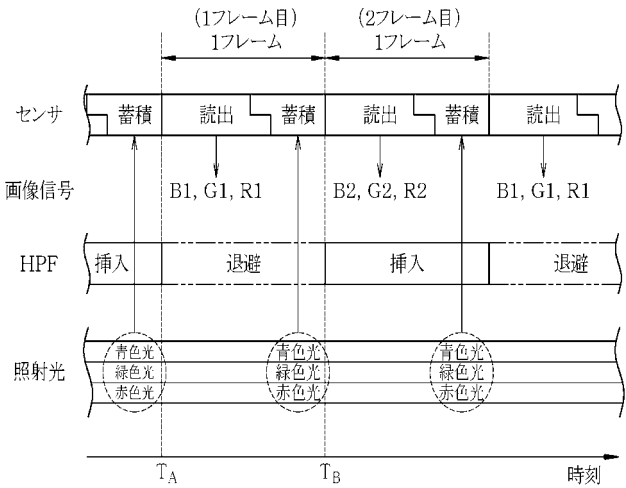 (1フレーム目) (2フレーム目)
1フレーム 1フレーム
センサ 蓄積 読出 蓄積 読出 蓄積 読出
画像信号 B1, G1, R1 B2, G2, R2 B1, G1, R1
HPF 挿入 退避 挿入 退避
青色光 青色光 青色光
照射光 緑色光 緑色光 緑色光
赤色光 赤色光 赤色光
TA TB 時刻